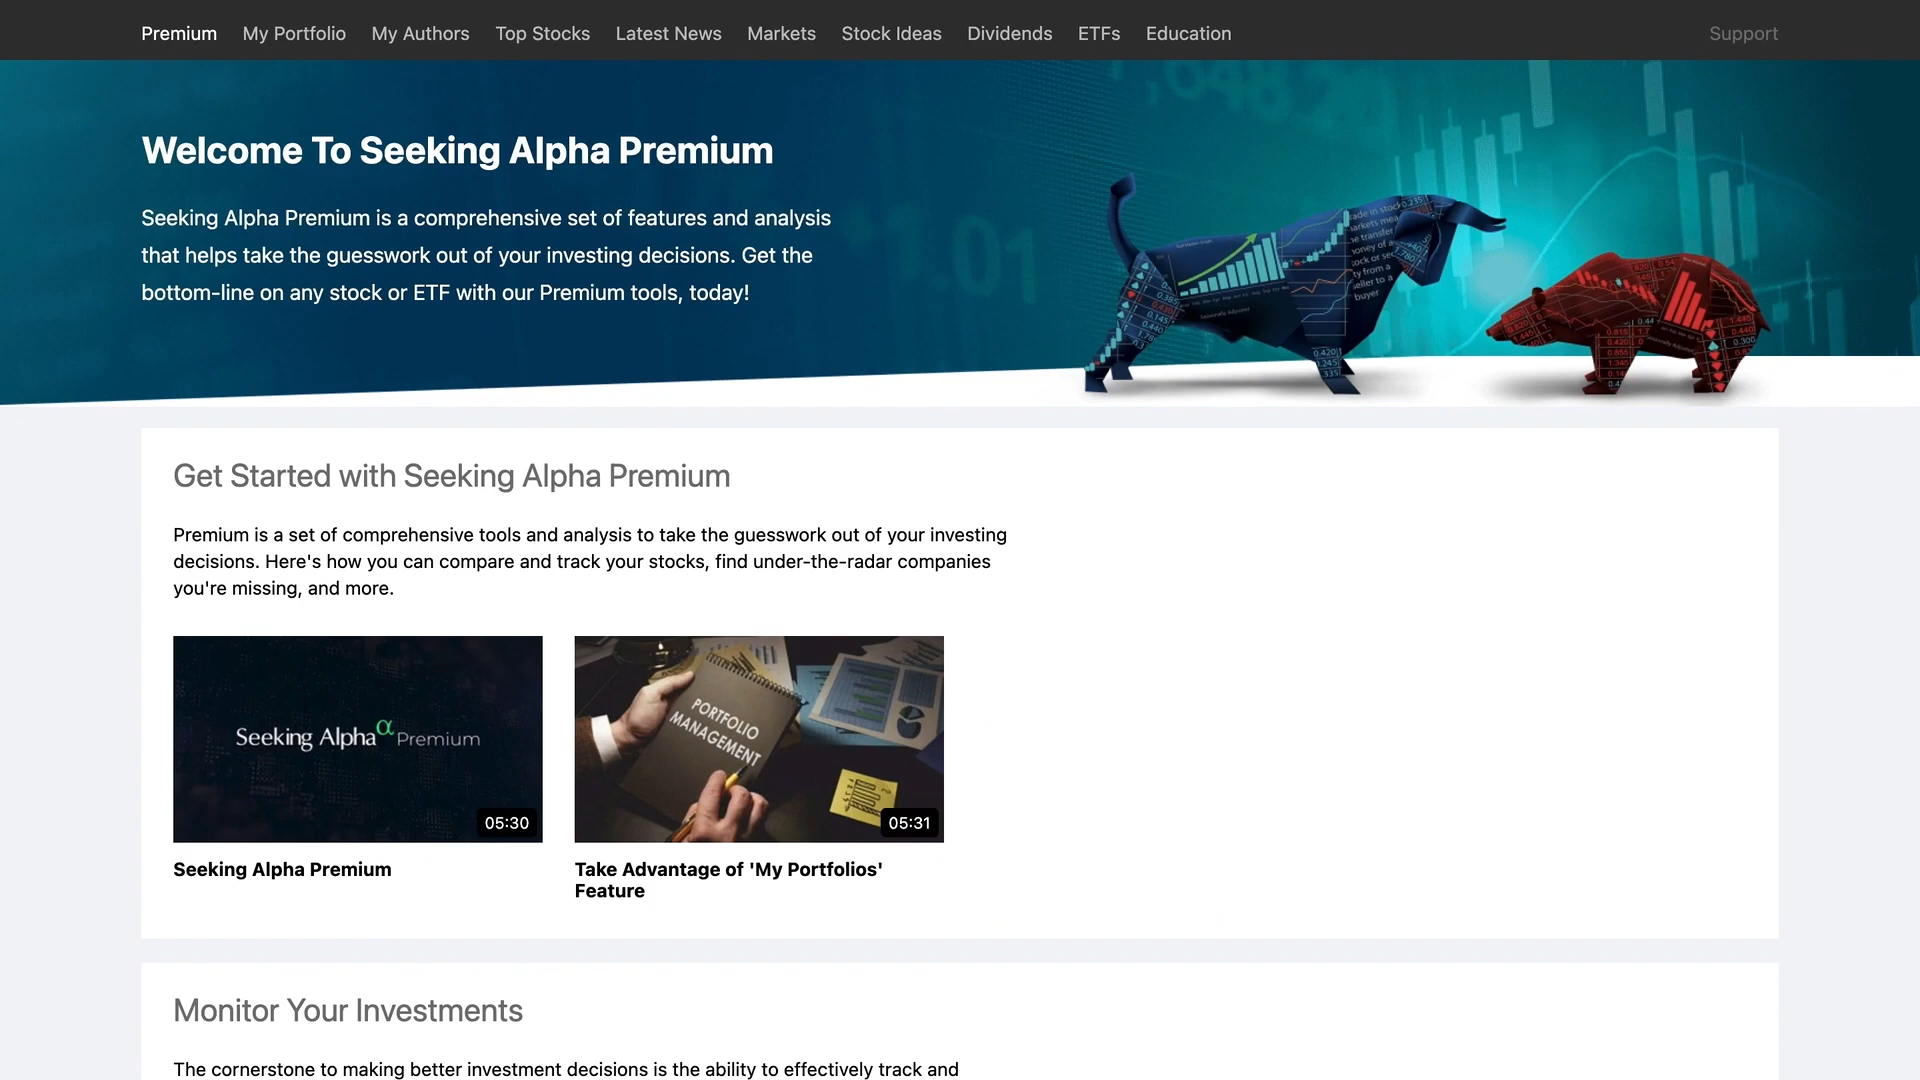 Premium My Portfolio My Authors Top Stocks Latest News Markets Stock Ideas Dividends ETFs Education Support
Welcome To Seeking Alpha Premium
Seeking Alpha Premium is a comprehensive set of features and analysis
that helps take the guesswork out of your investing decisions. Get the
bottom-line on any stock or ETF with our Premium tools, today!
Get Started with Seeking Alpha Premium
Premium is a set of comprehensive tools and analysis to take the guesswork out of your investing
decisions. Here's how you can compare and track your stocks, find under-the-radar companies
you're missing, and more.
Seeking Alpha α Premium
05:30
PORTFOLIO
MANAGEMENT
05:31
Seeking Alpha Premium
Take Advantage of 'My Portfolios'
Feature
Monitor Your Investments
The cornerstone to making better investment decisions is the ability to effectively track and